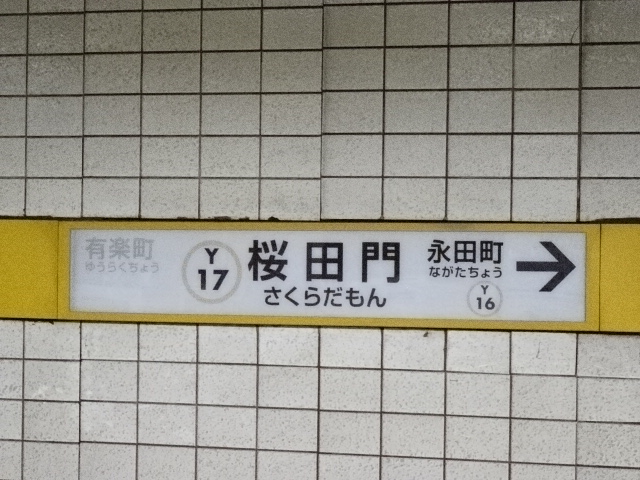 有楽町
ゆうらくちょう
Y
17
桜田門
さくらだもん
永田町
ながたちょう
Y
16